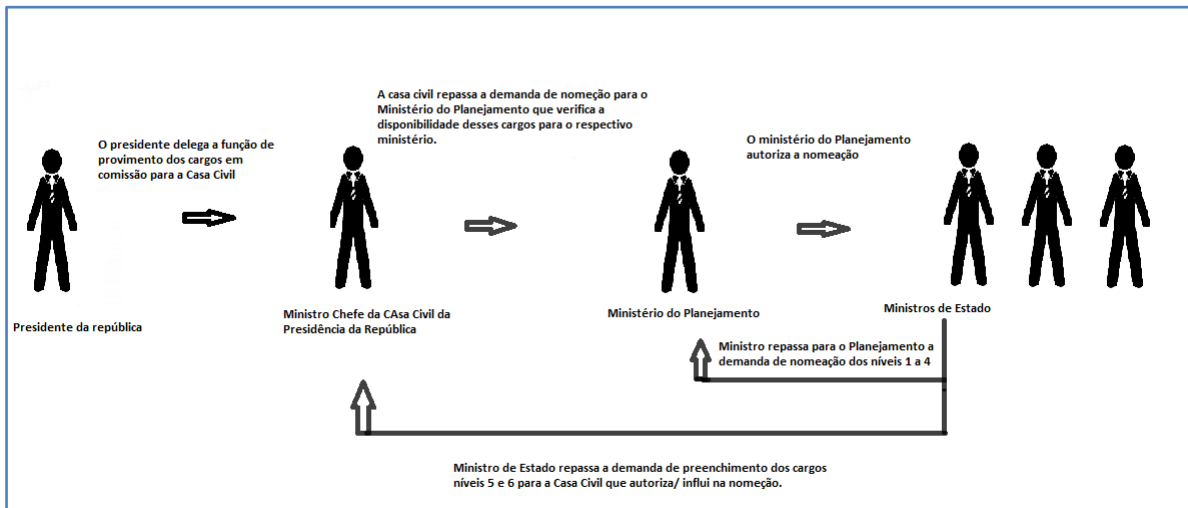 A casa civil repassa a demanda de nomeção para o
Ministério do Planejamento que verifica a
disponibilidade desses cargos para o respectivo
ministério.
O presidente delega a função de
provimento dos cargos em
comissão para a Casa Civil
O ministério do Planejamento
autoriza a nomeação
Presidente da república
Ministro Chefe da CAsa Civil da
Presidência da República
Ministério do Planejamento
Ministros de Estado
Ministro repassa para o Planejamento a
demanda de nomeação dos níveis 1 a 4
Ministro de Estado repassa a demanda de preenchimento dos cargos
níveis 5 e 6 para a Casa Civil que autoriza/ influi na nomeção.